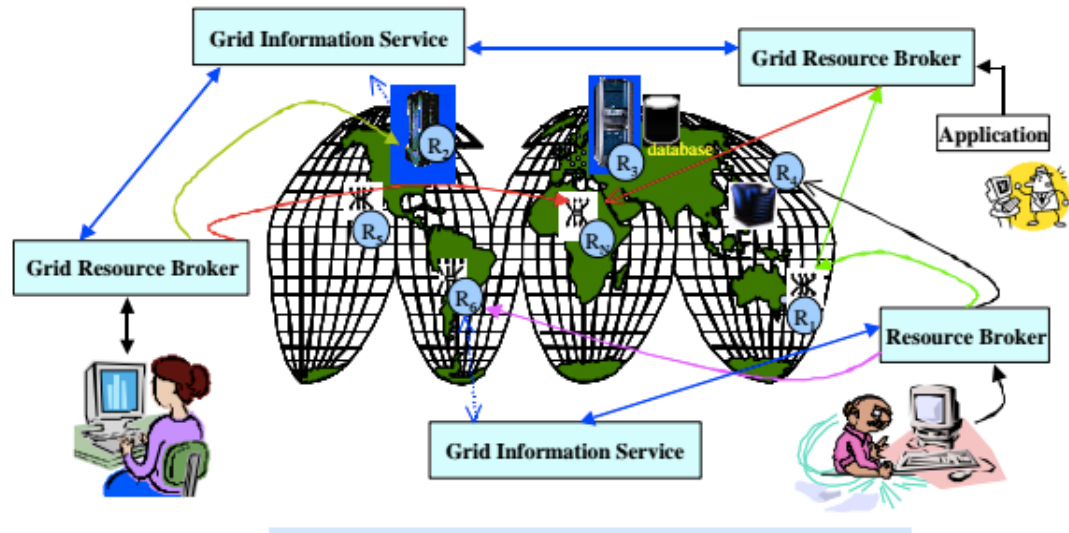 Grid Information Service
Grid Resource Broker
Application
R2
R3
database
R4
R5
RN
Grid Resource Broker
R6
R1
Resource Broker
Grid Information Service